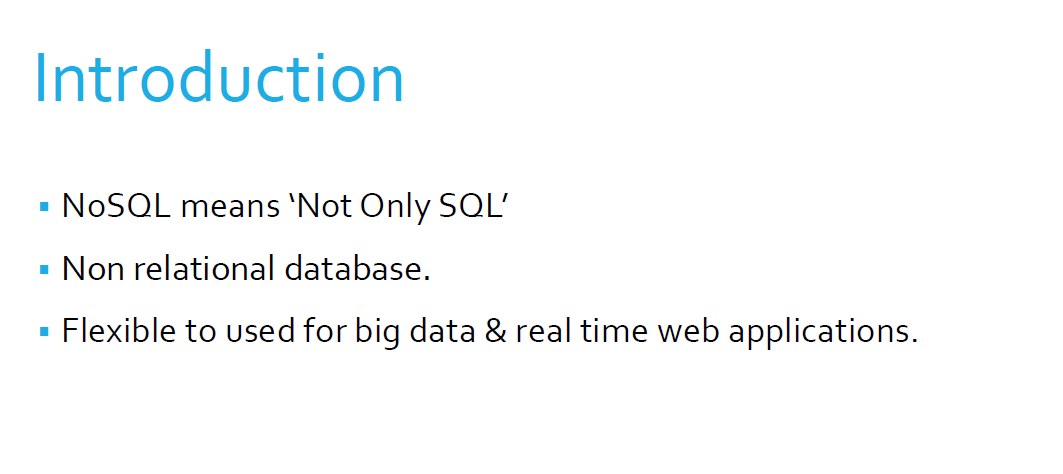 Introduction
▪ NoSQL means ‘Not Only SQL’
▪ Non relational database.
▪ Flexible to used for big data & real time web applications.